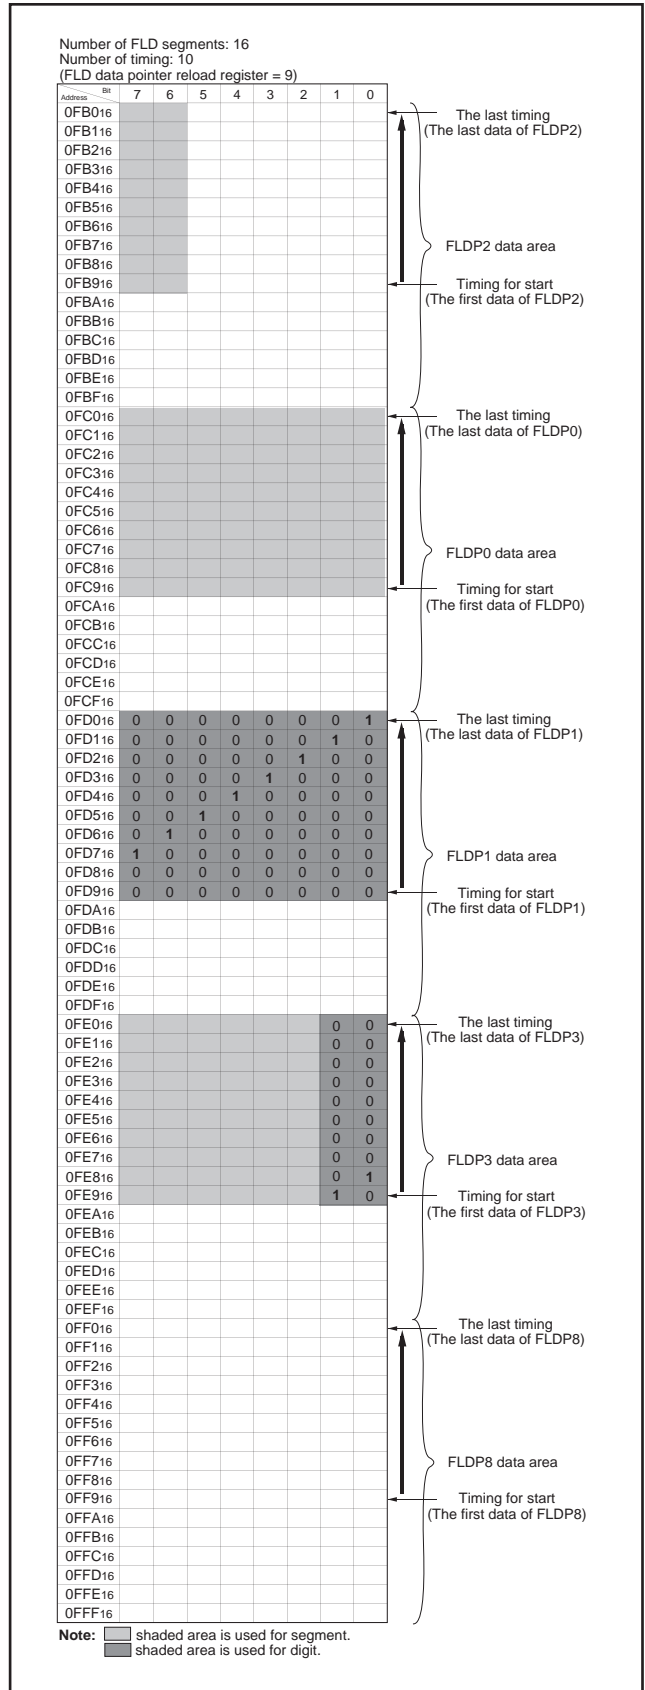 Number of FLD segments: 16
Number of timing: 10
(FLD data pointer reload register = 9)
Bit
Address
7 6 5 4 3 2 1 0
0FB016
The last timing
(The last data of FLDP2)
0FB116
0FB216
0FB316
0FB416
0FB516
0FB616
0FB716
FLDP2 data area
0FB816
0FB916
Timing for start
(The first data of FLDP2)
0FBA16
0FBB16
0FBC16
0FBD16
0FBE16
0FBF16
0FC016
The last timing
(The last data of FLDP0)
0FC116
0FC216
0FC316
0FC416
0FC516
0FC616
0FC716
FLDP0 data area
0FC816
0FC916
Timing for start
(The first data of FLDP0)
0FCA16
0FCB16
0FCC16
0FCD16
0FCE16
0FCF16
0FD016 0 0 0 0 0 0 0 1
The last timing
(The last data of FLDP1)
0FD116 0 0 0 0 0 0 1 0
0FD216 0 0 0 0 0 1 0 0
0FD316 0 0 0 0 1 0 0 0
0FD416 0 0 0 1 0 0 0 0
0FD516 0 0 1 0 0 0 0 0
0FD616 0 1 0 0 0 0 0 0
0FD716 1 0 0 0 0 0 0 0
FLDP1 data area
0FD816 0 0 0 0 0 0 0 0
0FD916 0 0 0 0 0 0 0 0
Timing for start
(The first data of FLDP1)
0FDA16
0FDB16
0FDC16
0FDD16
0FDE16
0FDF16
0FE016 0 0
The last timing
(The last data of FLDP3)
0FE116 0 0
0FE216 0 0
0FE316 0 0
0FE416 0 0
0FE516 0 0
0FE616 0 0
0FE716 0 0
FLDP3 data area
0FE816 0 1
0FE916 1 0
Timing for start
(The first data of FLDP3)
0FEA16
0FEB16
0FEC16
0FED16
0FEE16
0FEF16
0FF016
The last timing
(The last data of FLDP8)
0FF116
0FF216
0FF316
0FF416
0FF516
0FF616
0FF716
FLDP8 data area
0FF816
0FF916
Timing for start
(The first data of FLDP8)
0FFA16
0FFB16
0FFC16
0FFD16
0FFE16
0FFF16
Note: shaded area is used for segment.
shaded area is used for digit.